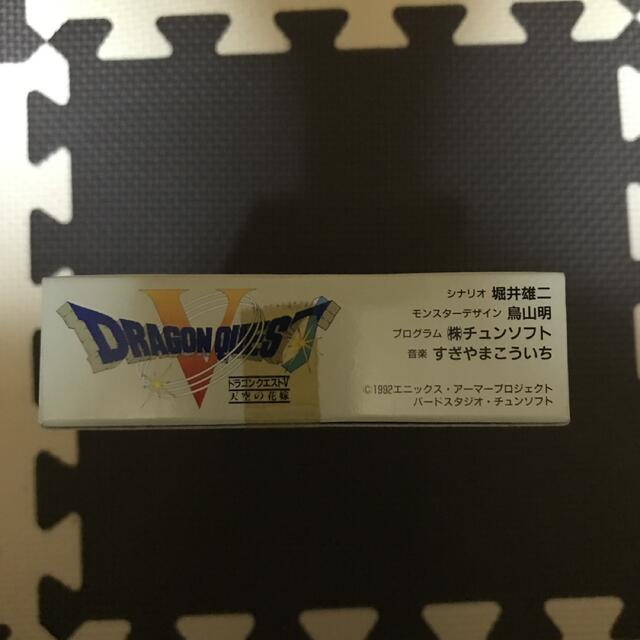 DRAGON QUEST
V
ドラゴンクエストV
天空の花嫁
シナリオ 堀井雄二
モンスターデザイン 鳥山明
プログラム ㈱チュンソフト
音楽 すぎやまこういち
©1992エニックス・アーマープロジェクト
バードスタジオ・チュンソフト